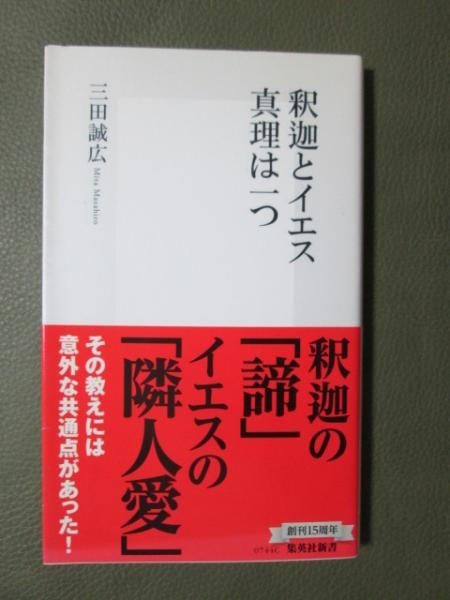 釈迦とイエス
真理は一つ
三田誠広
Mita Masahiro
釈迦の
「諦」
イエスの
「隣人愛」
その教えには
意外な共通点があった！
創刊15周年
0744C 集英社新書